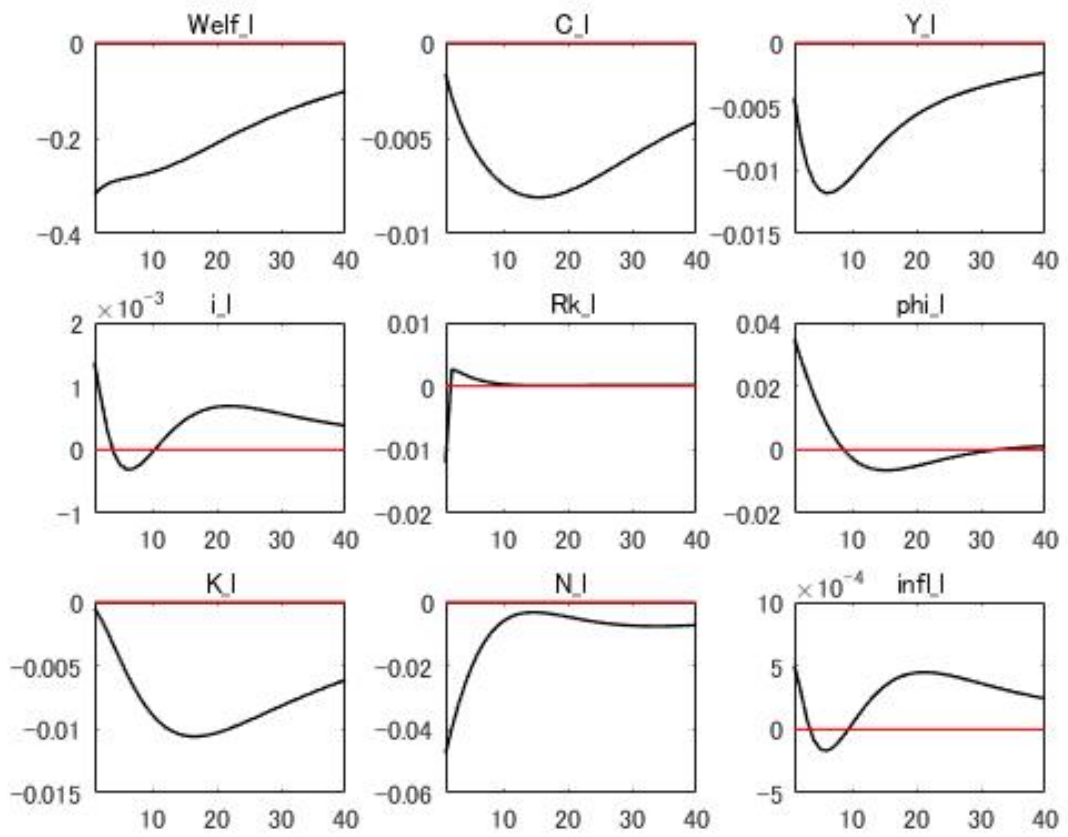 Welf_l C_l Y_l
0 0 0
-0.005
-0.2 -0.005
-0.01
-0.4 -0.01 -0.015
10 20 30 40 10 20 30 40 10 20 30 40
×10⁻³ i_l Rk_l phi_l
2 0.01 0.04
1 0 0.02
0 -0.01 0
-1 -0.02 -0.02
10 20 30 40 10 20 30 40 10 20 30 40
K_l N_l ×10⁻⁴ infl_l
0 0 10
-0.005 -0.02 5
-0.01 -0.04 0
-0.015 -0.06 -5
10 20 30 40 10 20 30 40 10 20 30 40